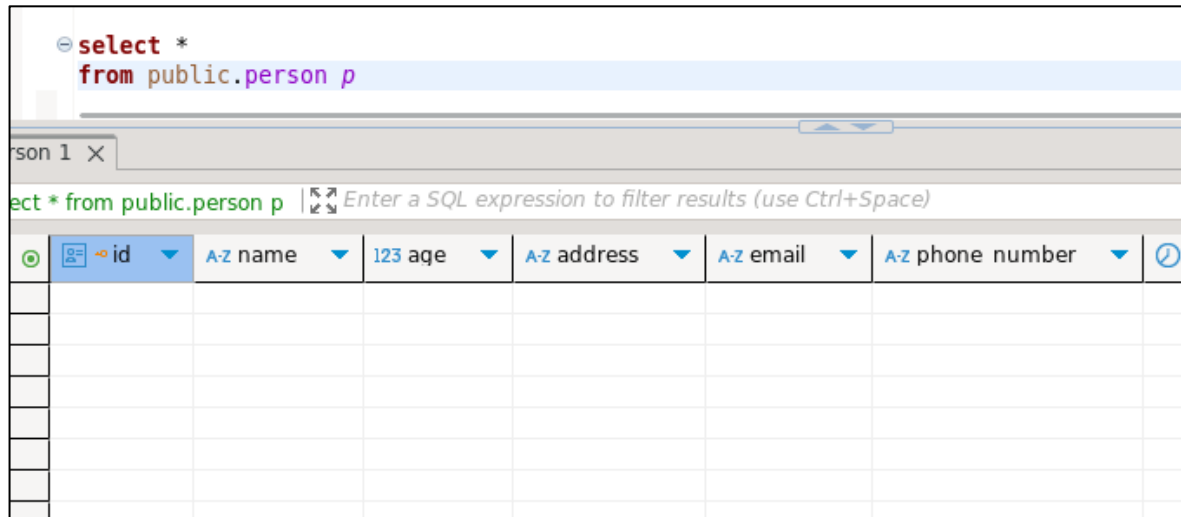 select *
from public.person p
rson 1
ect * from public.person p Enter a SQL expression to filter results (use Ctrl+Space)
id A-Z name 123 age A-Z address A-Z email A-Z phone_number